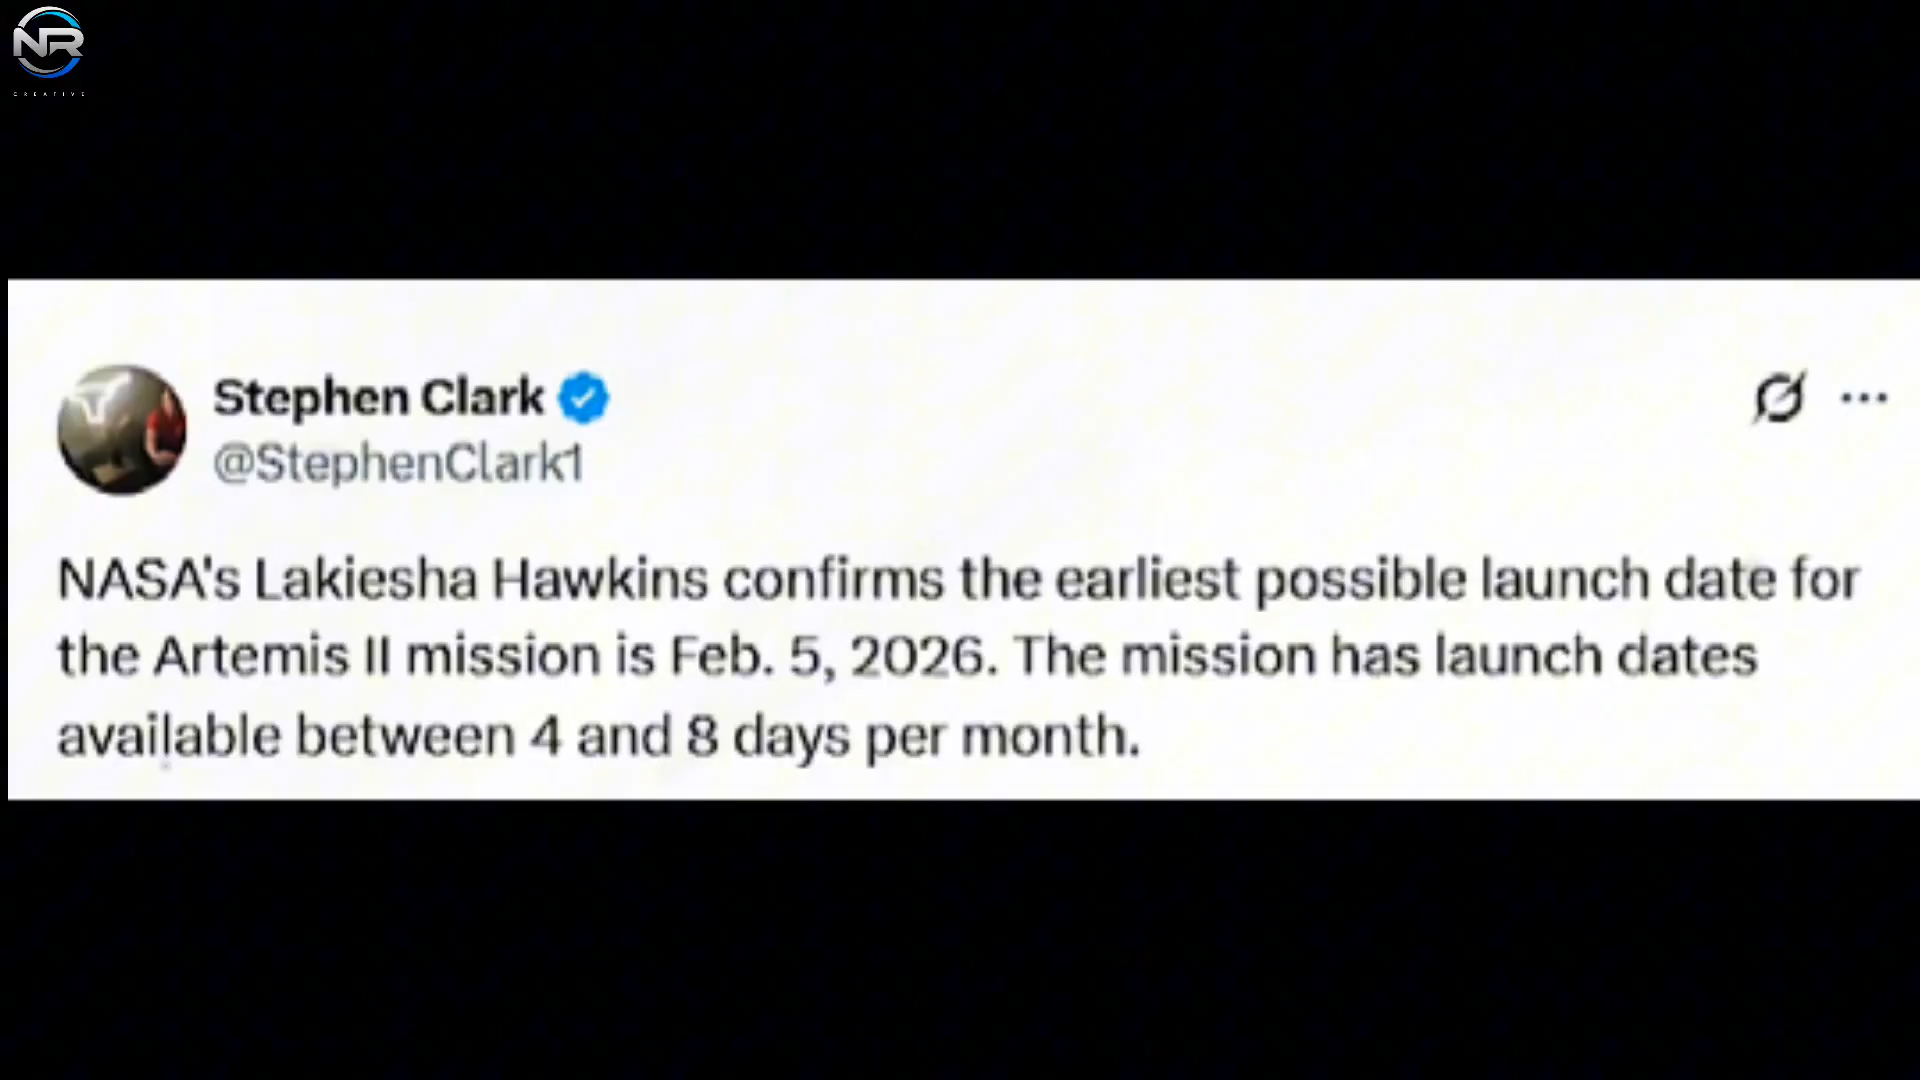 NR
CREATIVE
Stephen Clark
@StephenClark1
NASA's Lakiesha Hawkins confirms the earliest possible launch date for
the Artemis II mission is Feb. 5, 2026. The mission has launch dates
available between 4 and 8 days per month.